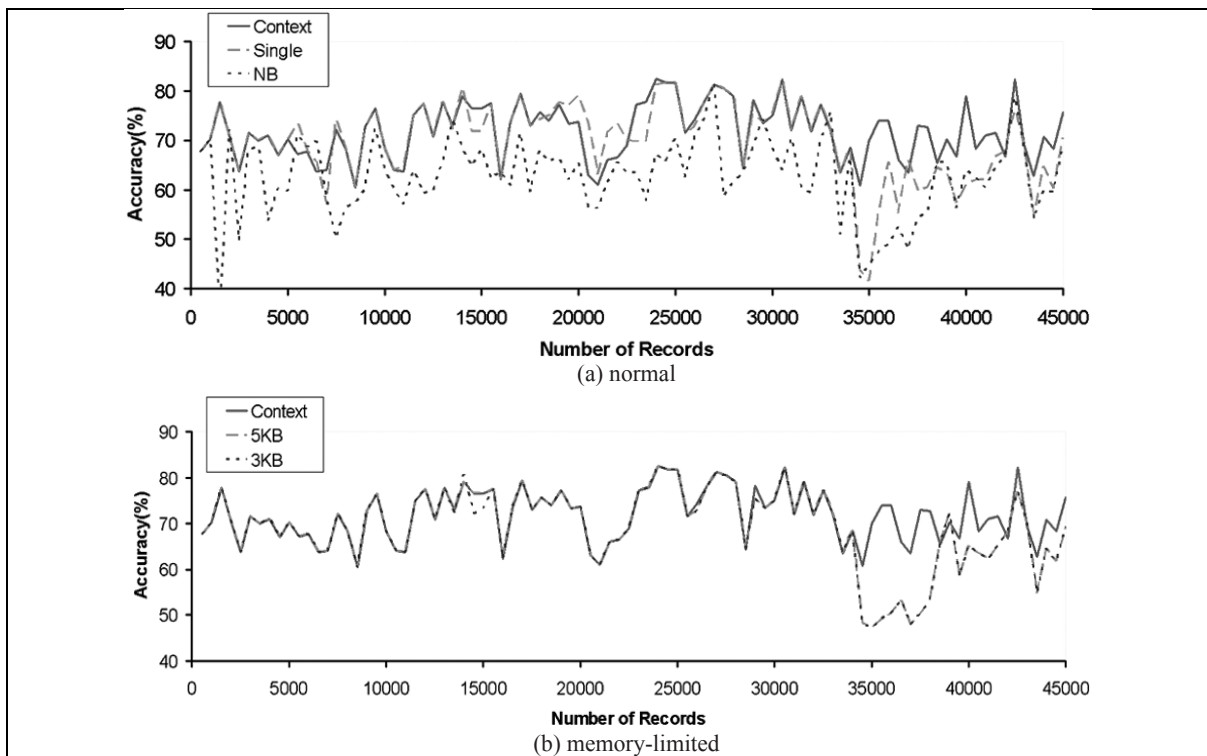 Context
Single
NB
90
80
70
60
50
40
Accuracy(%)
0 5000 10000 15000 20000 25000 30000 35000 40000 45000
Number of Records
(a) normal
Context
5KB
3KB
90
80
70
60
50
40
Accuracy(%)
0 5000 10000 15000 20000 25000 30000 35000 40000 45000
Number of Records
(b) memory-limited